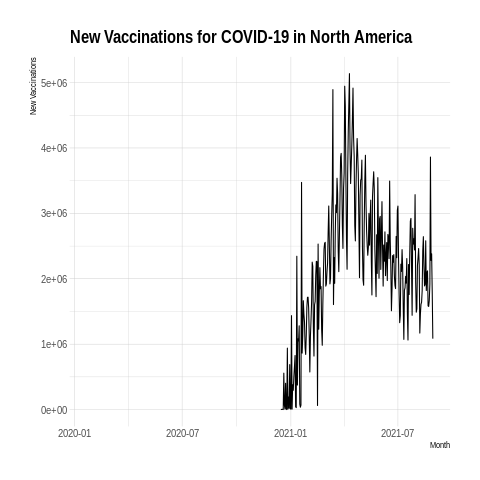 New Vaccinations for COVID-19 in North America
New Vaccinations
5e+06
4e+06
3e+06
2e+06
1e+06
0e+00
2020-01 2020-07 2021-01 2021-07
Month